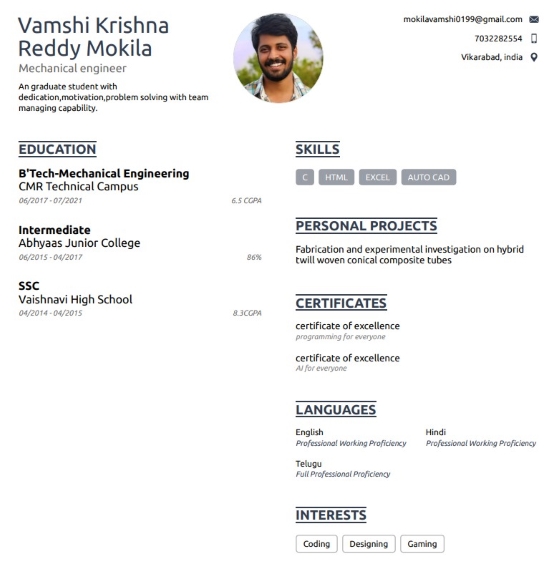 Vamshi Krishna
Reddy Mokila
Mechanical engineer
An graduate student with
dedication,motivation,problem solving with team
managing capability.
mokilavamshi0199@gmail.com
7032282554
Vikarabad, india
EDUCATION
B'Tech-Mechanical Engineering
CMR Technical Campus
06/2017 - 07/2021 6.5 CGPA
Intermediate
Abhyaas Junior College
06/2015 - 04/2017 86%
SSC
Vaishnavi High School
04/2014 - 04/2015 8.3CGPA
SKILLS
C HTML EXCEL AUTO CAD
PERSONAL PROJECTS
Fabrication and experimental investigation on hybrid
twill woven conical composite tubes
CERTIFICATES
certificate of excellence
programming for everyone
certificate of excellence
AI for everyone
LANGUAGES
English Hindi
Professional Working Proficiency Professional Working Proficiency
Telugu
Full Professional Proficiency
INTERESTS
Coding Designing Gaming